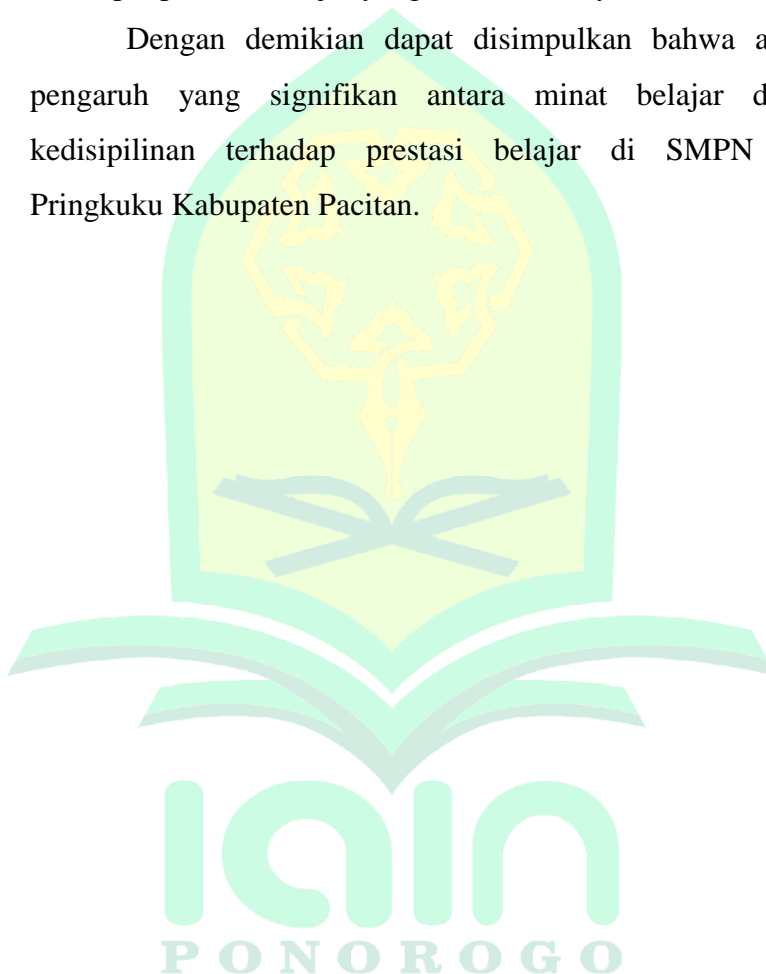 Dengan demikian dapat disimpulkan bahwa
pengaruh yang signifikan antara minat belajar
kedisipilinan terhadap prestasi belajar di SMPN
Pringkuku Kabupaten Pacitan.
iain
PONOROGO